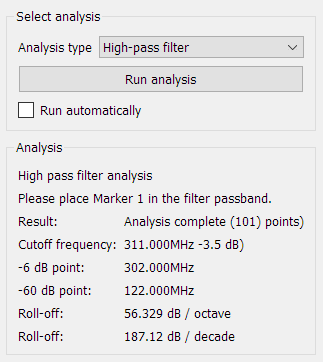 Select analysis
Analysis type High-pass filter
Run analysis
Run automatically
Analysis
High pass filter analysis
Please place Marker 1 in the filter passband.
Result: Analysis complete (101) points)
Cutoff frequency: 311.000MHz -3.5 dB)
-6 dB point: 302.000MHz
-60 dB point: 122.000MHz
Roll-off: 56.329 dB / octave
Roll-off: 187.12 dB / decade